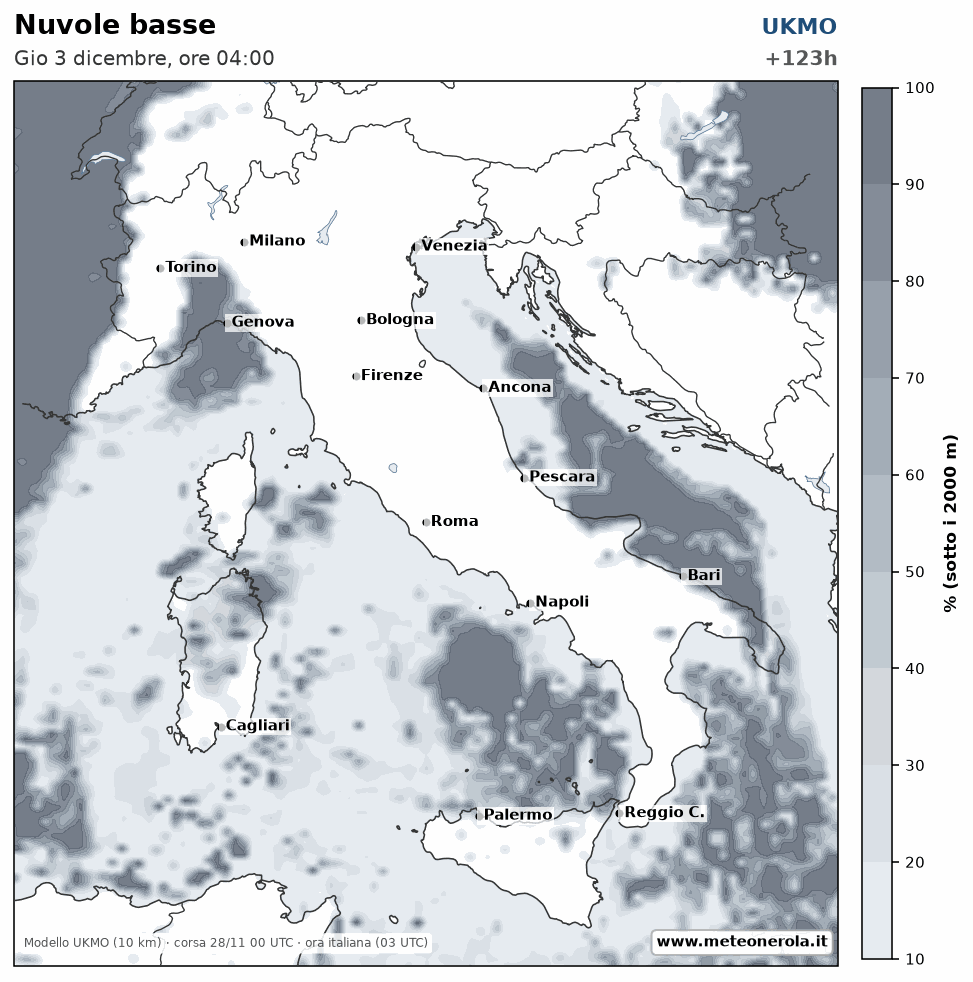 Nuvole basse
UKMO
Gio 3 dicembre, ore 04:00
+123h
100
90
80
70
60
50
40
30
20
10
% (sotto i 2000 m)
Milano
Venezia
Torino
Genova
Bologna
Firenze
Ancona
Pescara
Roma
Bari
Napoli
Cagliari
Palermo
Reggio C.
Modello UKMO (10 km) · corsa 28/11 00 UTC · ora italiana (03 UTC)
www.meteonerola.it